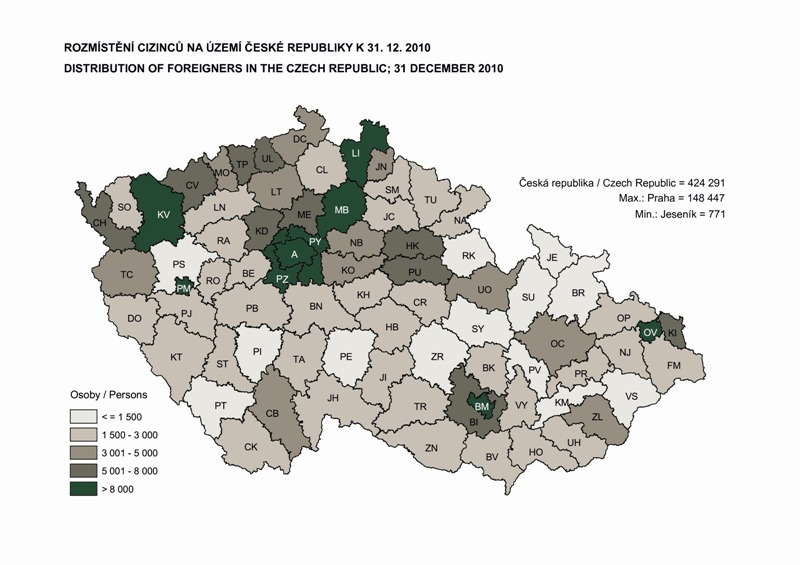 ROZMÍSTĚNÍ CIZINCŮ NA ÚZEMÍ ČESKÉ REPUBLIKY K 31. 12. 2010
DISTRIBUTION OF FOREIGNERS IN THE CZECH REPUBLIC; 31 DECEMBER 2010
Česká republika / Czech Republic = 424 291
Max.: Praha = 148 447
Min.: Jeseník = 771
DC
LI
TP
UL
CL
JN
MO
CV
LT
SM
TU
SO
KV
LN
ME
MB
JC
NA
CH
RA
KD
PY
NB
HK
RK
JE
TC
PS
A
PM
RO
BE
PZ
KO
PU
UO
SU
BR
DO
PJ
PB
BN
KH
CR
OP
HB
SY
OV
KI
KT
ST
PI
TA
PE
ZR
OC
NJ
FM
BK
PV
PR
JI
PT
CB
JH
TR
BM
VY
KM
VS
BI
ZL
CK
ZN
BV
HO
UH
Osoby / Persons
< = 1 500
1 500 - 3 000
3 001 - 5 000
5 001 - 8 000
> 8 000